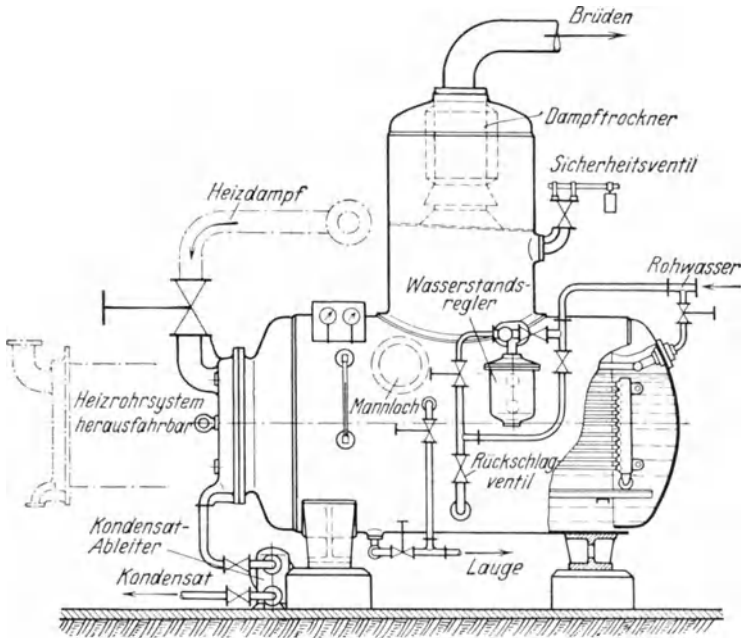 Brüden
Dampftrockner
Sicherheitsventil
Heizdampf
Rohwasser
Wasserstands-
regler
Mannloch
Heizrohrsystem
herausfahrbar
Rückschlag-
ventil
Kondensat-
Ableiter
Kondensat
Lauge